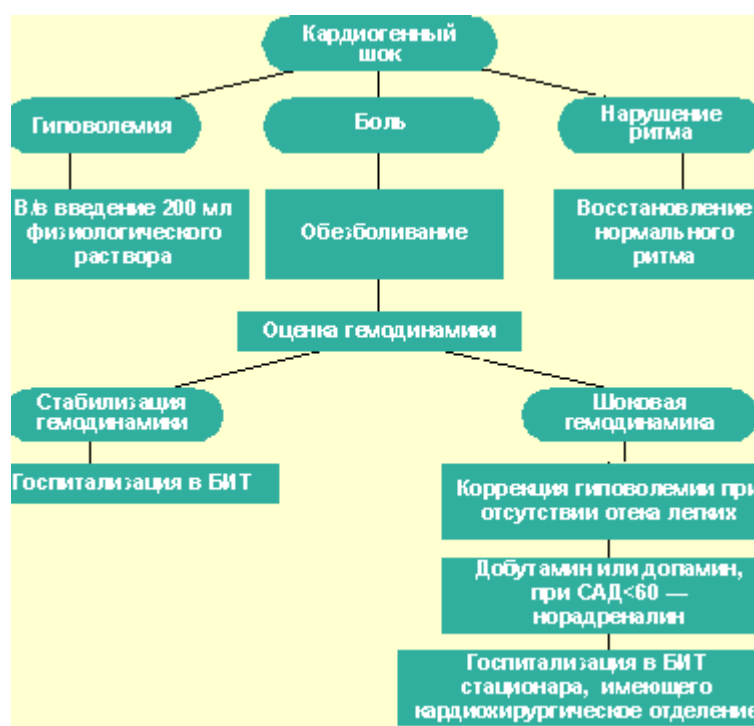 Кардиогенный
шок
Гиповолемия
Боль
Нарушение
ритма
В/в введение 200 мл
физиологического
раствора
Обезболивание
Восстановление
нормального
ритма
Оценка гемодинамики
Стабилизация
гемодинамики
Шоковая
гемодинамика
Госпитализация в БИТ
Коррекция гиповолемии при
отсутствии отека легких
Добутамин или допамин,
при САД<60 —
норадреналин
Госпитализация в БИТ
стационара, имеющего
кардиохирургическое отделение